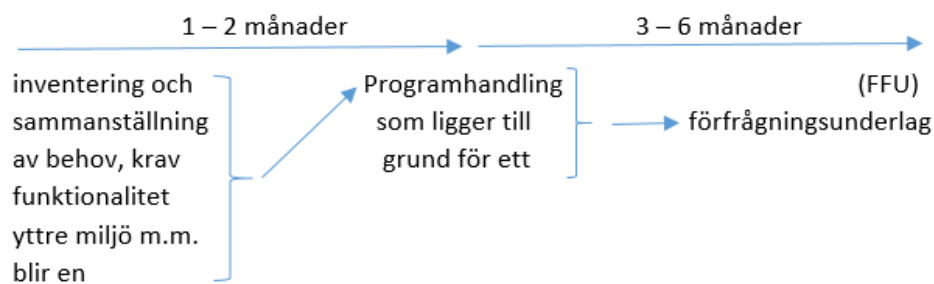 1 – 2 månader
3 – 6 månader
inventering och
sammanställning
av behov, krav
funktionalitet
yttre miljö m.m.
blir en
Programhandling
som ligger till
grund för ett
(FFU)
förfrågningsunderlag